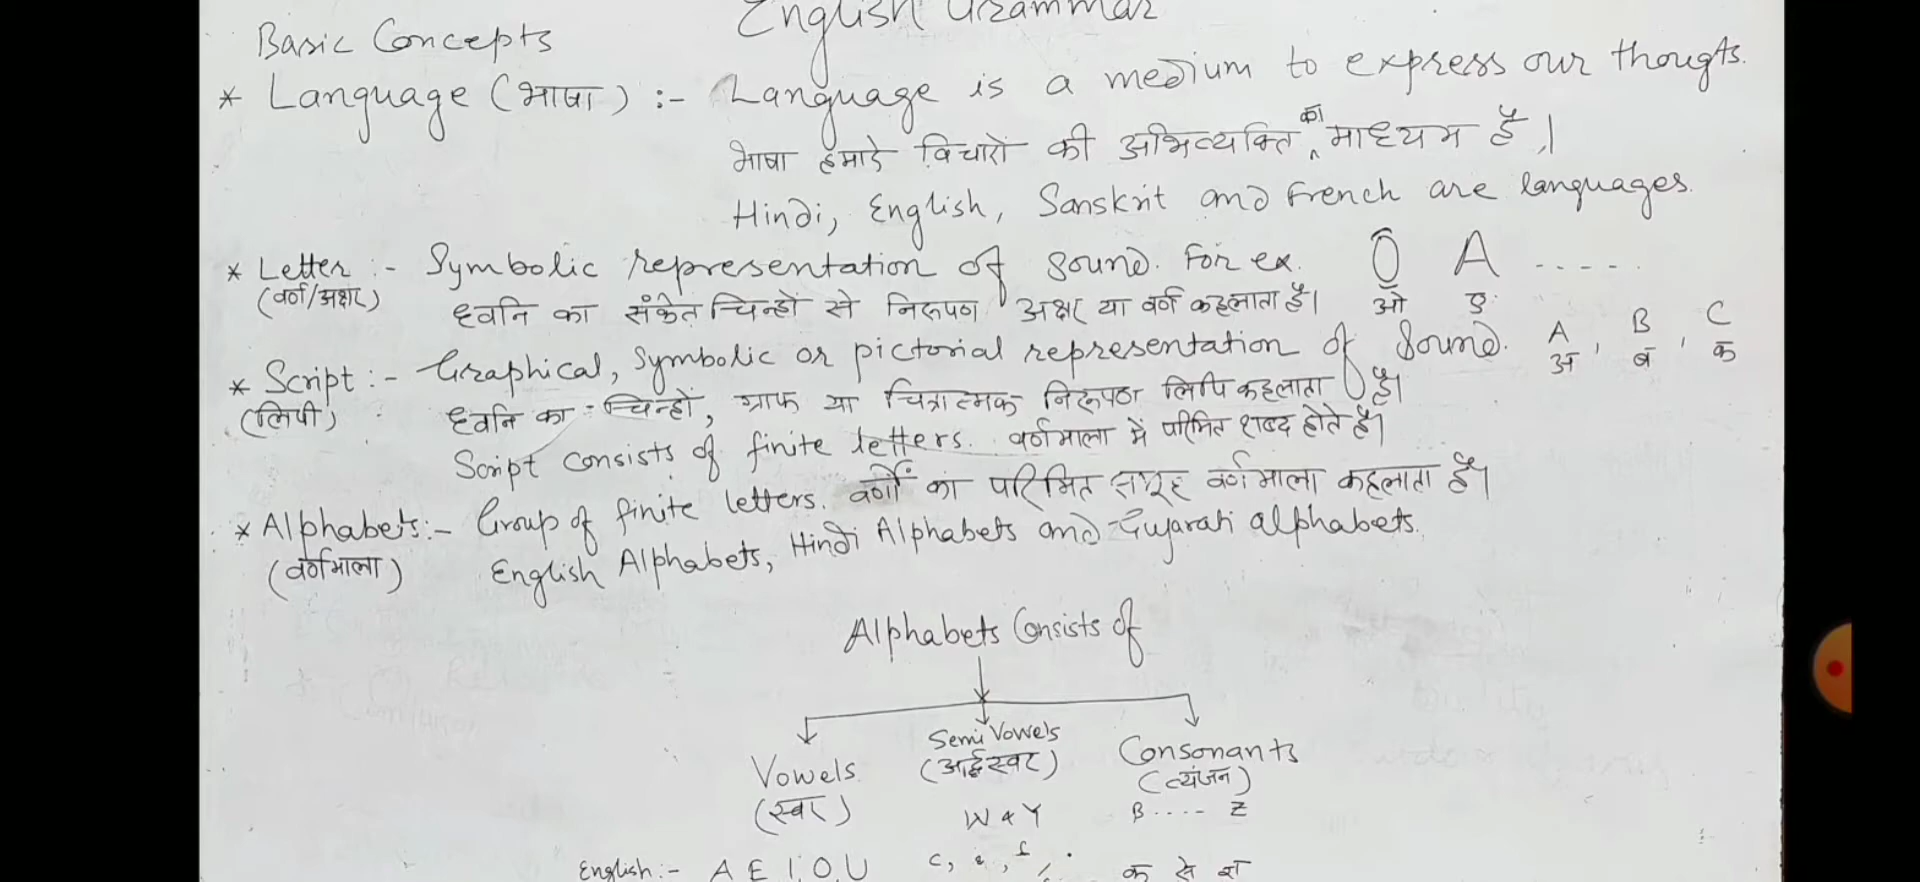 English Grammar
Basic Concepts
* Language (भाषा) :- Language is a medium to express our thougts.
भाषा हमारे विचारों की अभिव्यक्ति का माध्यम है।
Hindi, English, Sanskrit and French are languages.
* Letter :- Symbolic representation of sound. For ex. O A .....
(वर्ण/अक्षर) ध्वनि का संकेत चिन्हों से निरूपण अक्षर या वर्ण कहलाता है। ओ ए
* Script :- Graphical, symbolic or pictorial representation of sound. A, B, C
अ ब क
(लिपी) ध्वनि का चिन्हों, ग्राफ या चित्रात्मक निरूपण लिपि कहलाता है।
Script consists of finite letters. वर्णमाला में परिमित शब्द होते है।
* Alphabets :- Group of finite letters. वर्णों का परिमित समूह वर्णमाला कहलाता है।
(वर्णमाला) English Alphabets, Hindi Alphabets and Gujarati alphabets.
Alphabets Consists of
Vowels Semi Vowels Consonants
(स्वर) (अर्द्धस्वर) (व्यंजन)
W & Y B .... Z
English :- A E I O U क से